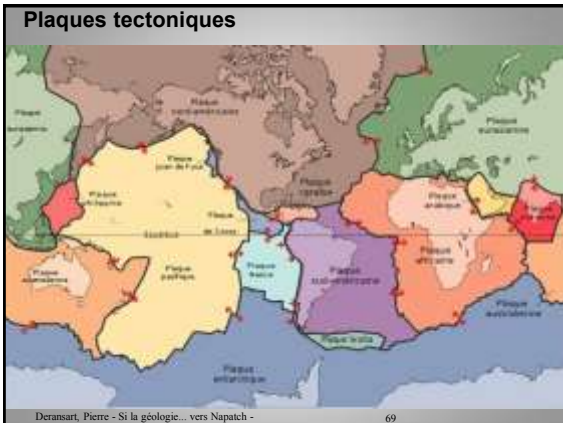 Plaques tectoniques
Plaque
nord-américaine
Plaque
eurasienne
Plaque
eurasienne
Plaque
juan de Fuca
Plaque
philippine
Plaque
caraïbe
Plaque
arabique
Plaque
Plaque
de Cocos
Équateur
Plaque
australienne
Plaque
pacifique
Plaque
Nazca
Plaque
sud-américaine
Plaque
africaine
Plaque
australienne
Plaque Scotia
Plaque
antarctique
Deransart, Pierre - Si la géologie... vers Napatch - 69